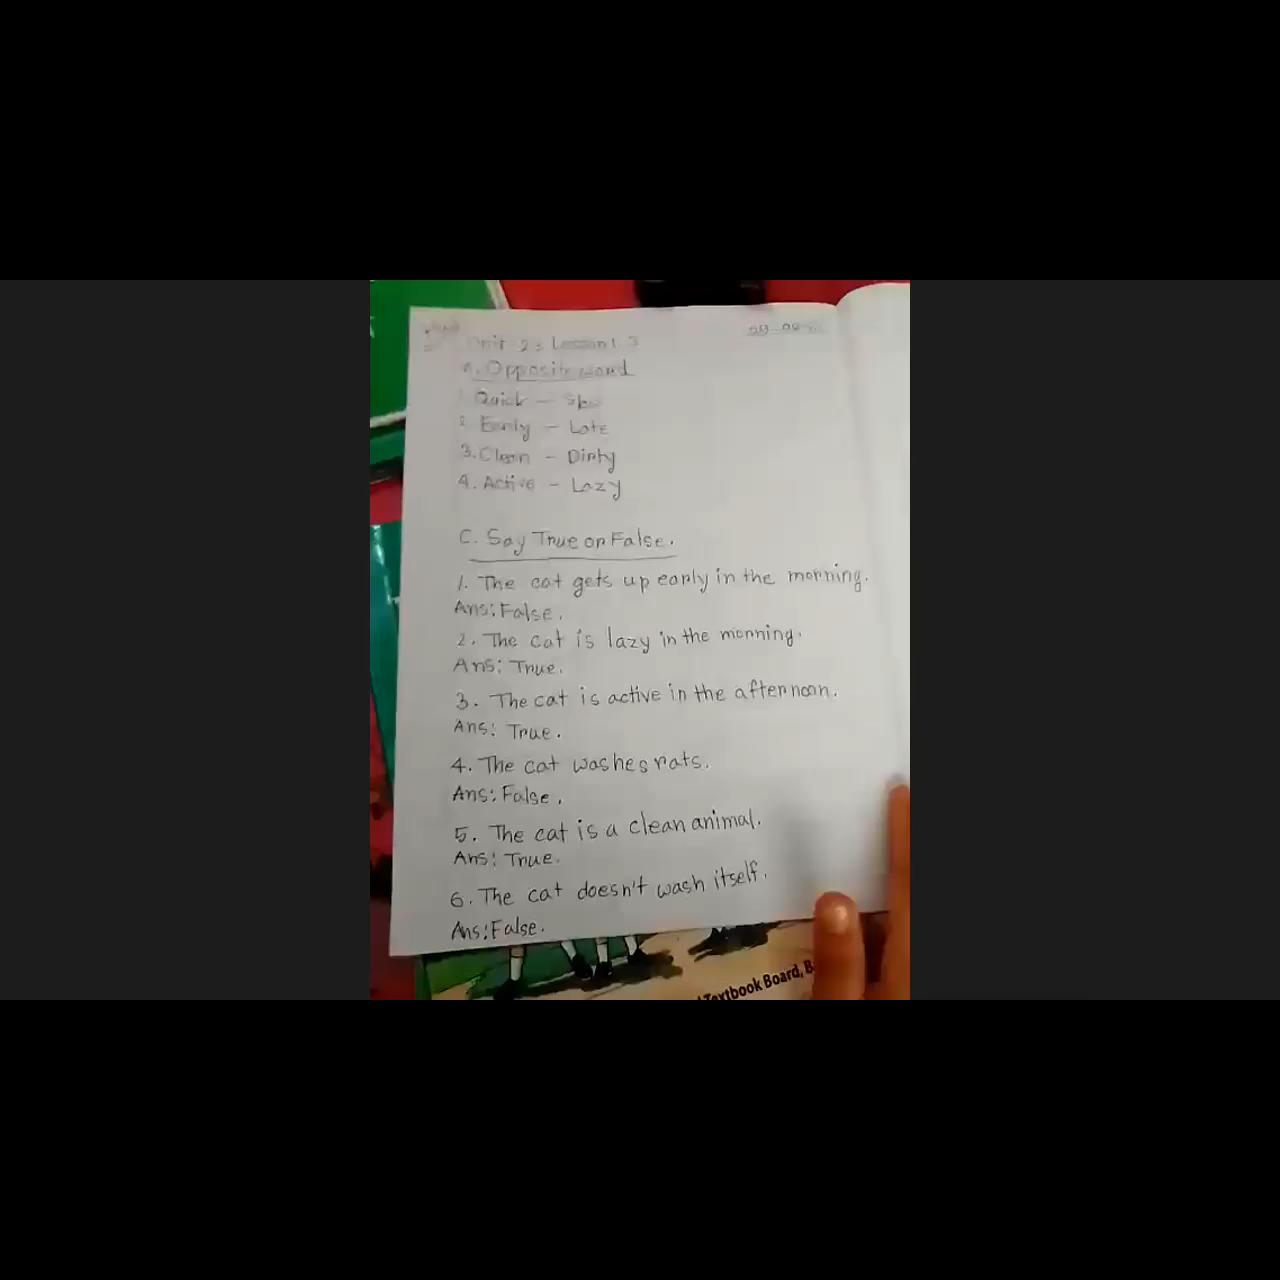 Unit-2: Lesson 1-3
A. Opposite word
1. Quick – Slow
2. Early – Late
3. Clean – Dirty
4. Active – Lazy
C. Say True or False.
1. The cat gets up early in the morning.
Ans: False.
2. The cat is lazy in the morning.
Ans: True.
3. The cat is active in the afternoon.
Ans: True.
4. The cat washes rats.
Ans: False.
5. The cat is a clean animal.
Ans: True.
6. The cat doesn't wash itself.
Ans: False.
Textbook Board,